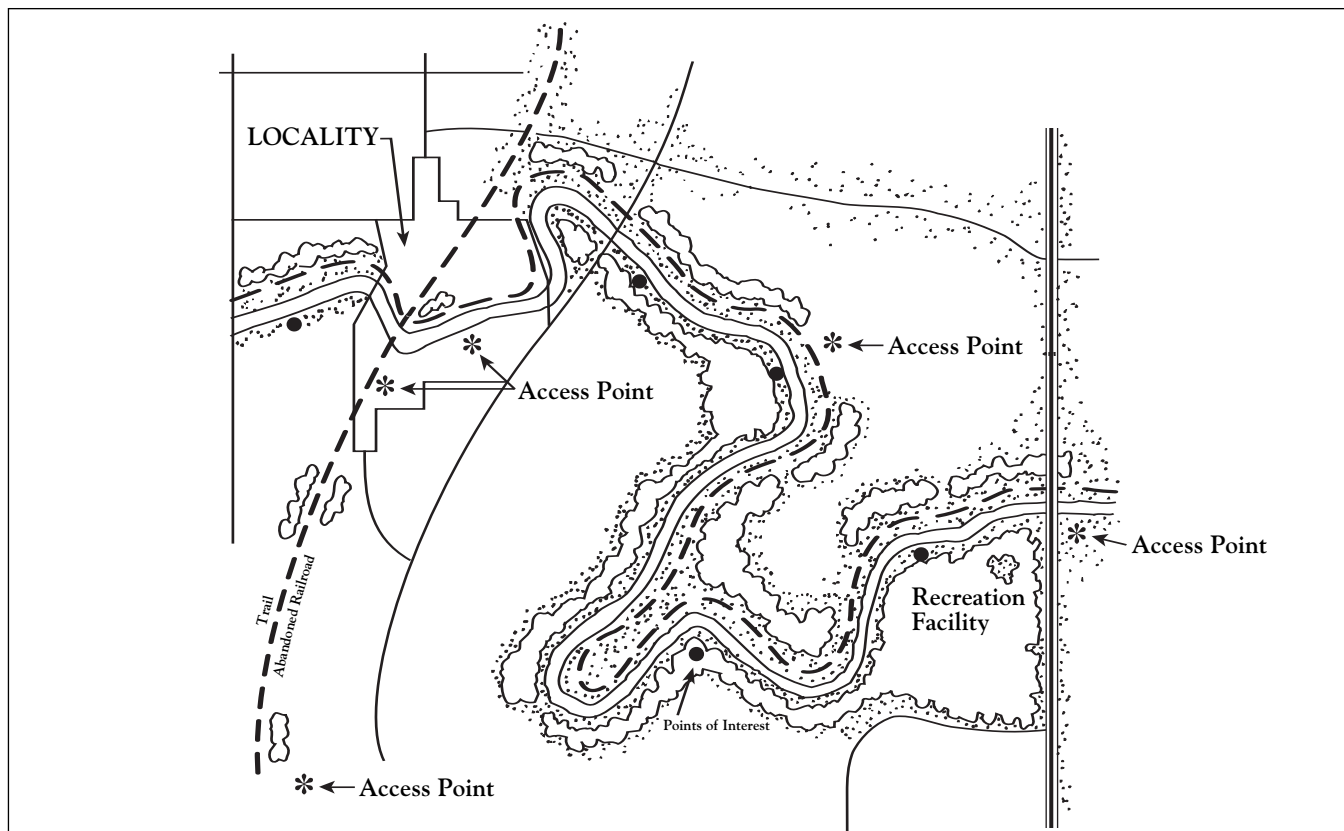 LOCALITY
Access Point
Access Point
Access Point
Recreation
Facility
Trail
Abandoned Railroad
Points of Interest
Access Point